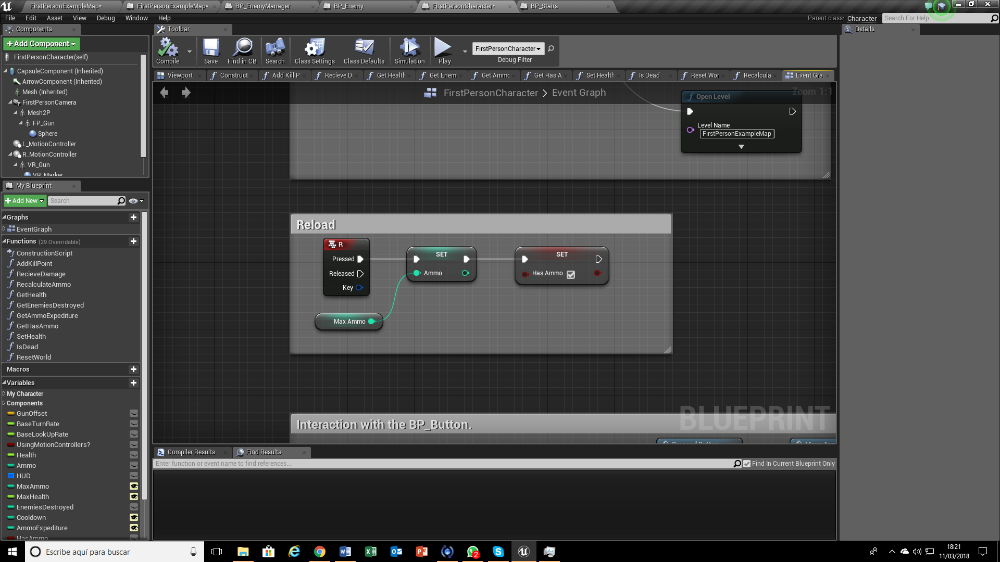 FirstPersonExampleMap*
FirstPersonExampleMap*
BP_EnemyManager
BP_Enemy
FirstPersonCharacter*
BP_Stairs
File Edit Asset View Debug Window Help
Parent class: Character
Search For Help
Components
Toolbar
Details
Add Component
FirstPersonCharacter(self)
CapsuleComponent (Inherited)
ArrowComponent (Inherited)
Mesh (Inherited)
FirstPersonCamera
Mesh2P
FP_Gun
Sphere
L_MotionController
R_MotionController
VR_Gun
VR_Marker
Compile
Save
Find in CB
Search
Class Settings
Class Defaults
Simulation
Play
FirstPersonCharacter
Debug Filter
Viewport
Construct
Add Kill P
Recieve D
Get Health
Get Enem
Get Ammo
Get Has A
Set Health
Is Dead
Reset Wor
Recalcula
Event Gra
FirstPersonCharacter > Event Graph
Zoom 1:1
Open Level
Level Name
FirstPersonExampleMap
Reload
R
Pressed
Released
Key
SET
Ammo
SET
Has Ammo
Max Ammo
BLUEPRINT
Interaction with the BP_Button.
My Blueprint
Add New
Search
Graphs
EventGraph
Functions (29 Overridable)
ConstructionScript
AddKillPoint
RecieveDamage
RecalculateAmmo
GetHealth
GetEnemiesDestroyed
GetAmmoExpediture
GetHasAmmo
SetHealth
IsDead
ResetWorld
Macros
Variables
My Character
Components
GunOffset
BaseTurnRate
BaseLookUpRate
UsingMotionControllers?
Health
Ammo
HUD
MaxAmmo
MaxHealth
EnemiesDestroyed
Cooldown
AmmoExpediture
HasAmmo
Compiler Results
Find Results
Enter function or event name to find references...
Find In Current Blueprint Only
Escribe aquí para buscar
2
18:21
11/03/2018